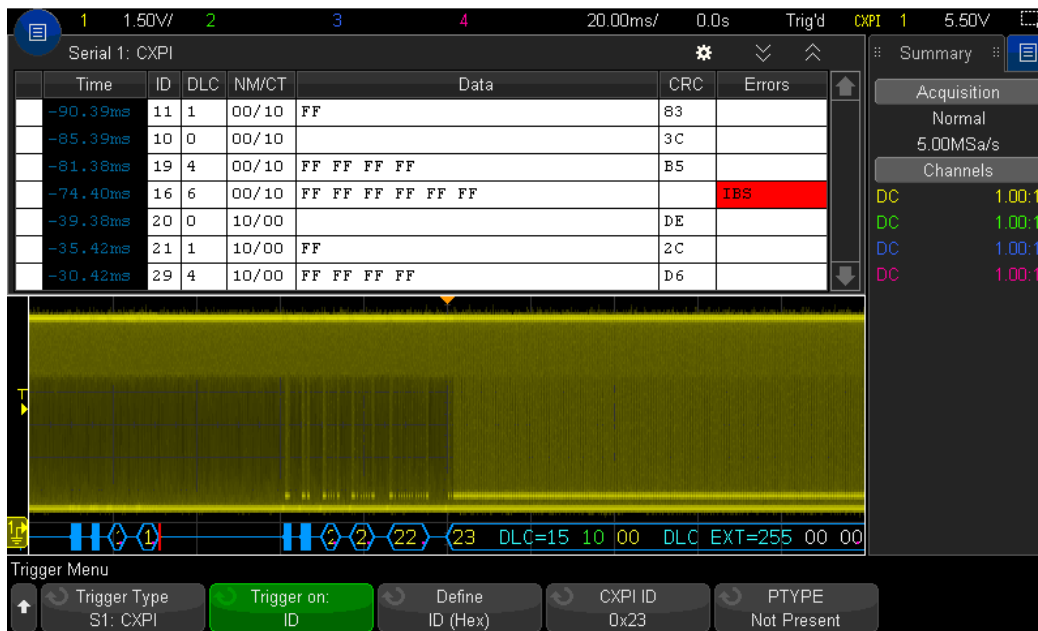 1 1.50V/ 2 3 4 20.00ms/ 0.0s Trig'd CXPI 1 5.50V
Serial 1: CXPI
Summary
Time ID DLC NM/CT Data CRC Errors
-90.39ms 11 1 00/10 FF 83
-85.39ms 10 0 00/10 3C
-81.38ms 19 4 00/10 FF FF FF FF B5
-74.40ms 16 6 00/10 FF FF FF FF FF FF IBS
-39.38ms 20 0 10/00 DE
-35.42ms 21 1 10/00 FF 2C
-30.42ms 29 4 10/00 FF FF FF FF D6
Acquisition
Normal
5.00MSa/s
Channels
DC 1.00:1
DC 1.00:1
DC 1.00:1
DC 1.00:1
T
1 2 2 22 23 DLC=15 10 00 DLC EXT=255 00 00
Trigger Menu
Trigger Type
S1: CXPI
Trigger on:
ID
Define
ID (Hex)
CXPI ID
0x23
PTYPE
Not Present